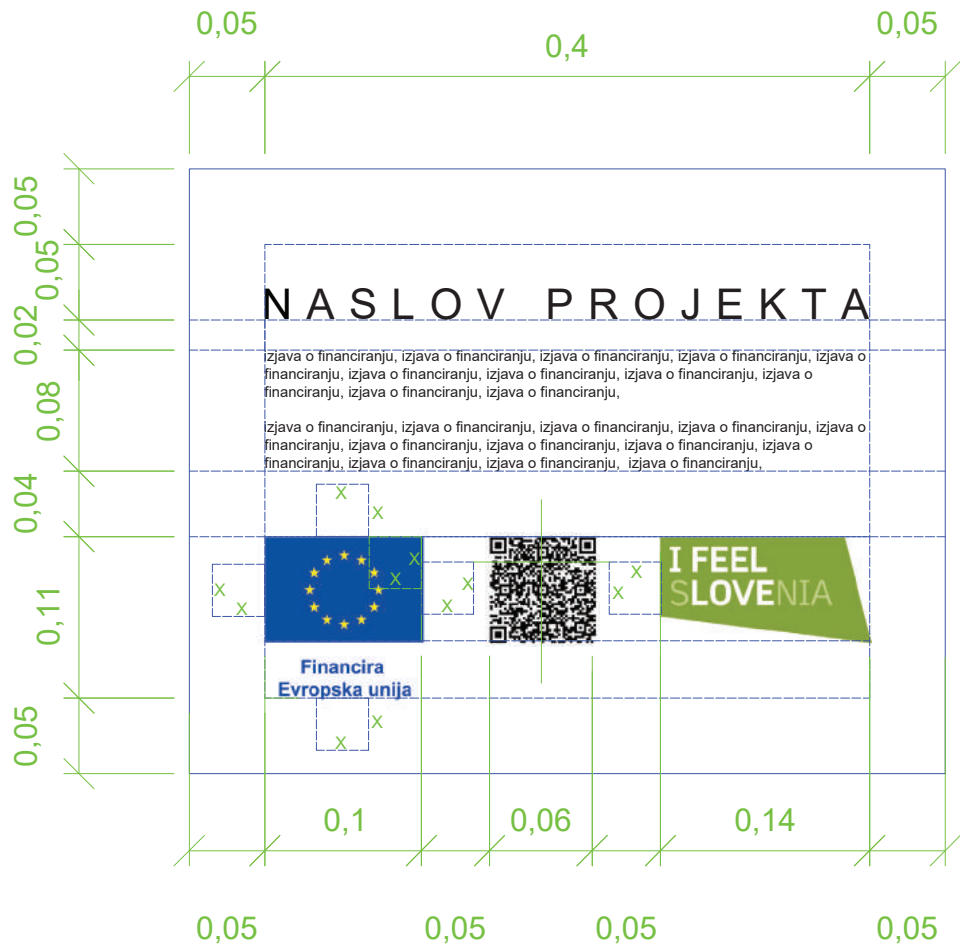 0,05
0,4
0,05
0,05
0,05
0,02
0,08
0,04
0,11
0,05
NASLOV PROJEKTA
izjava o financiranju, izjava o financiranju, izjava o financiranju, izjava o financiranju, izjava o
financiranju, izjava o financiranju, izjava o financiranju, izjava o financiranju, izjava o
financiranju, izjava o financiranju, izjava o financiranju,
izjava o financiranju, izjava o financiranju, izjava o financiranju, izjava o financiranju, izjava o
financiranju, izjava o financiranju, izjava o financiranju, izjava o financiranju, izjava o
financiranju, izjava o financiranju, izjava o financiranju, izjava o financiranju,
x
x
x
x
x
x
x
x
x
x
I FEEL
SLOVENIA
Financira
Evropska unija
x
x
0,1
0,06
0,14
0,05
0,05
0,05
0,05